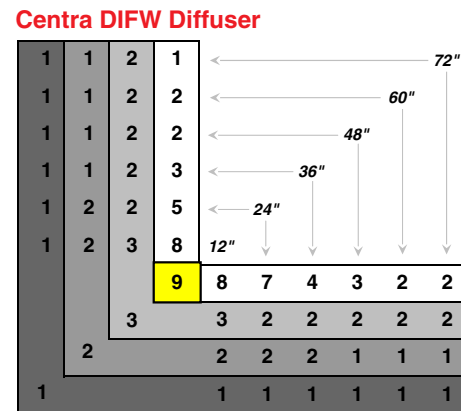 Centra DIFW Diffuser
1 1 2 1 72"
1 1 2 2 60"
1 1 2 2 48"
1 1 2 3 36"
1 2 2 5 24"
1 2 3 8 12"
9 8 7 4 3 2 2
3 3 2 2 2 2 2
2 2 2 2 1 1 1
1 1 1 1 1 1 1